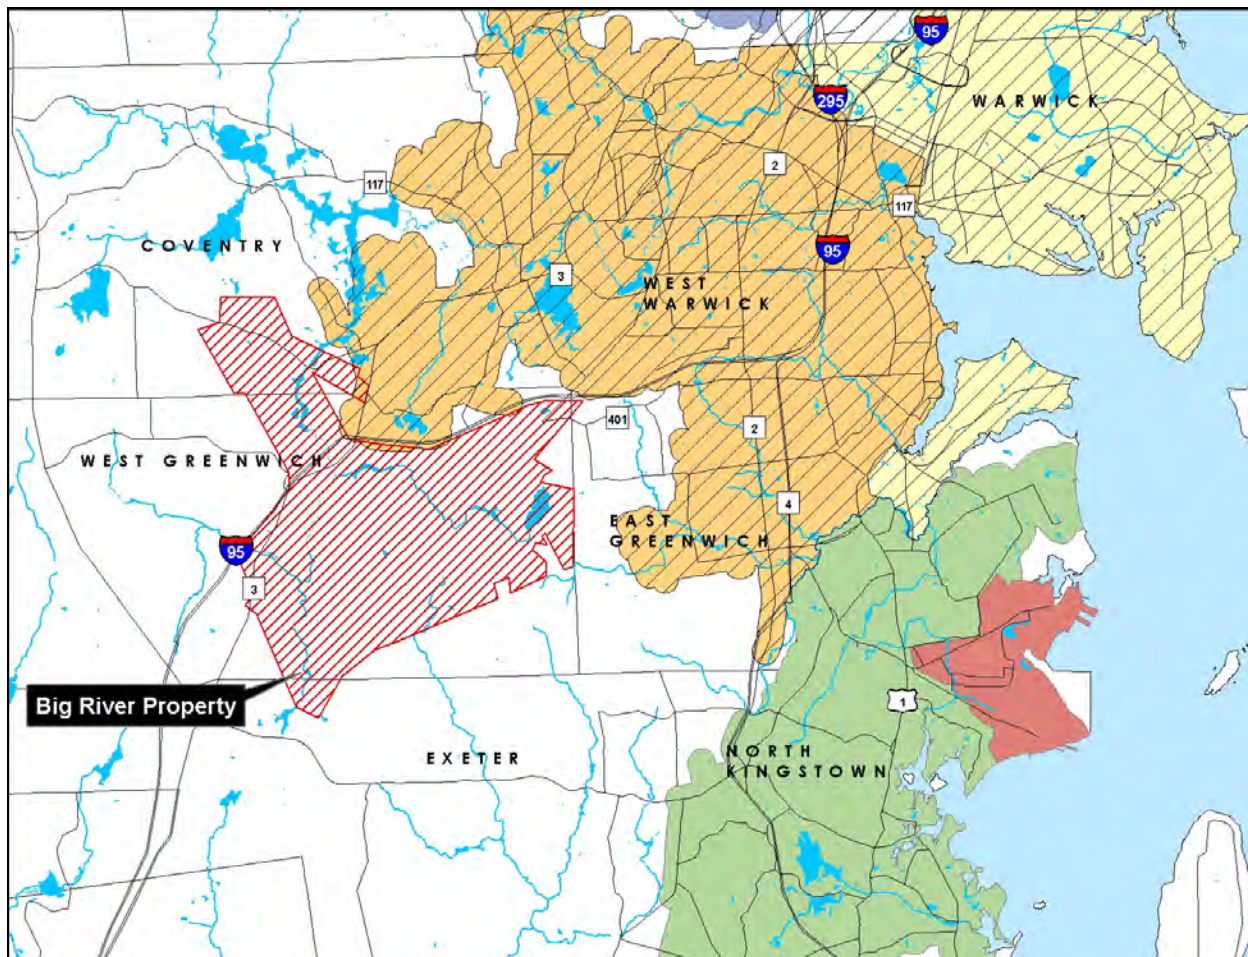 95
295
WARWICK
2
117
117
COVENTRY
95
3
WEST
WARWICK
401
2
WEST GREENWICH
4
EAST
GREENWICH
95
3
Big River Property
1
EXETER
NORTH
KINGSTOWN